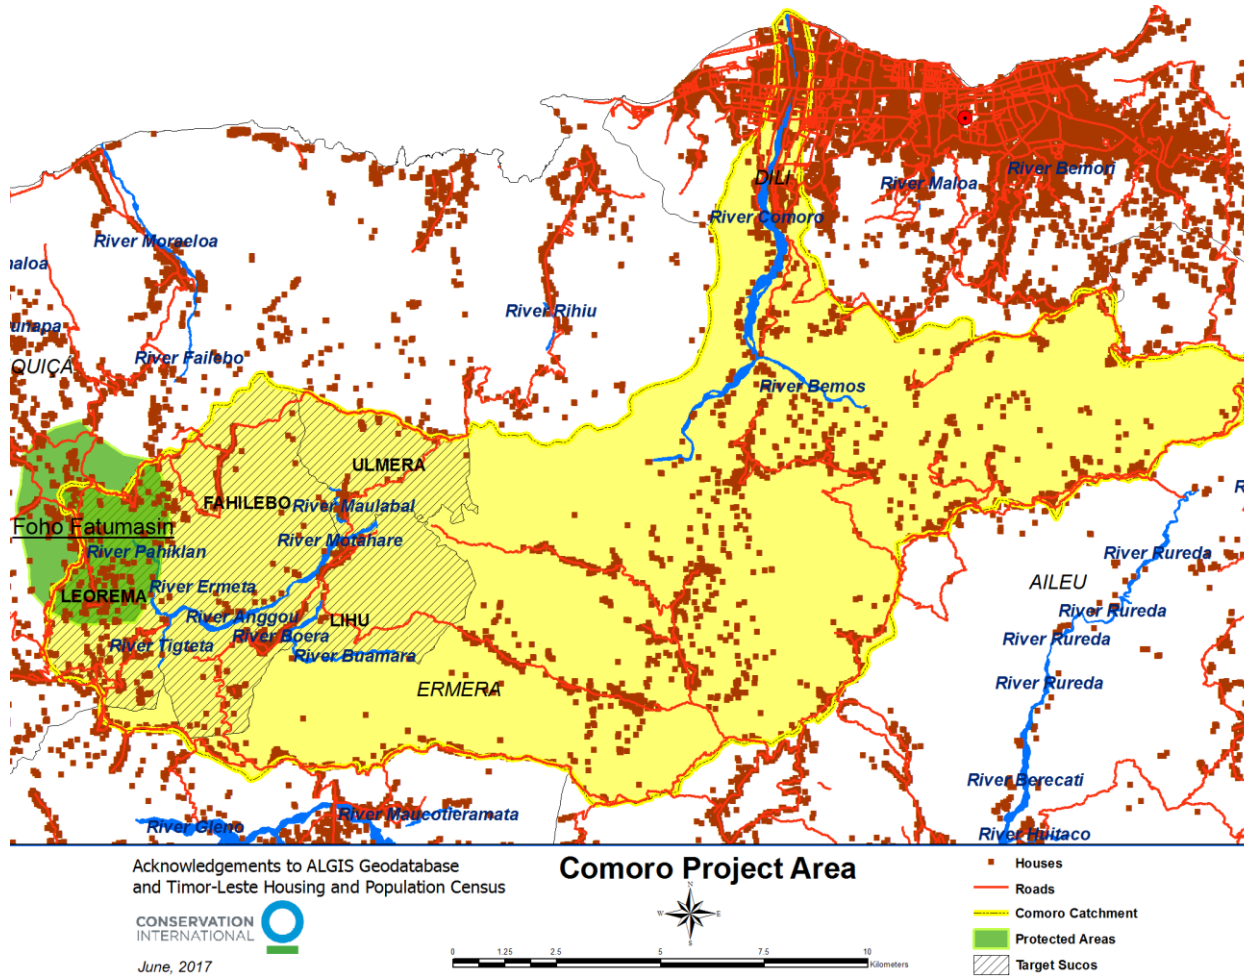 DILI
River Maloa
River Bemori
River Comoro
River Moraeloa
naloa
River Rihiu
unapa
River Failebo
QUIÇÁ
River Bemos
ULMERA
FAHILEBO
River Maulabal
Foho Fatumasin
River Motahare
River Pahiklan
River Rureda
River Ermeta
LEOREMA
AILEU
River Anggou
LIHU
River Rureda
River Boera
River Tigteta
River Rureda
River Buamara
ERMERA
River Rureda
River Berecati
River Gleno
River Maucotieramata
River Huitaco
R
Acknowledgements to ALGIS Geodatabase
and Timor-Leste Housing and Population Census
CONSERVATION
INTERNATIONAL
June, 2017
Comoro Project Area
N
W
E
S
0 1.25 2.5 5 7.5 10
Kilometers
Houses
Roads
Comoro Catchment
Protected Areas
Target Sucos